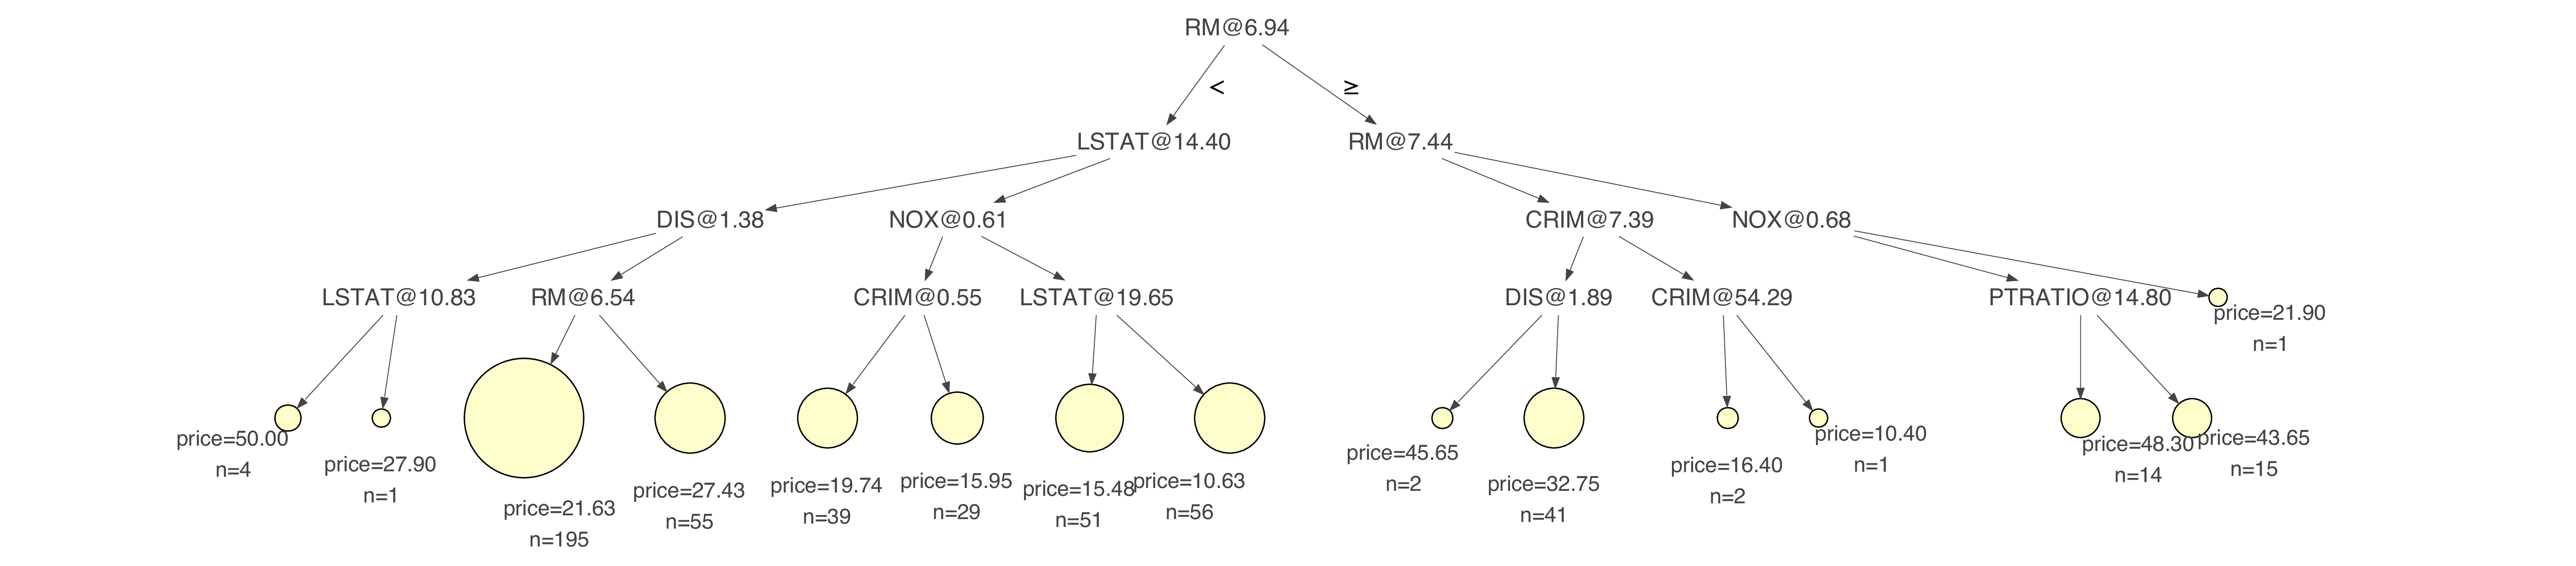 RM@6.94
<
≥
LSTAT@14.40
RM@7.44
DIS@1.38
NOX@0.61
CRIM@7.39
NOX@0.68
LSTAT@10.83
RM@6.54
CRIM@0.55
LSTAT@19.65
DIS@1.89
CRIM@54.29
PTRATIO@14.80
price=21.90
n=1
price=50.00
n=4
price=27.90
n=1
price=21.63
n=195
price=27.43
n=55
price=19.74
n=39
price=15.95
n=29
price=15.48
n=51
price=10.63
n=56
price=45.65
n=2
price=32.75
n=41
price=16.40
n=2
price=10.40
n=1
price=48.30
n=14
price=43.65
n=15